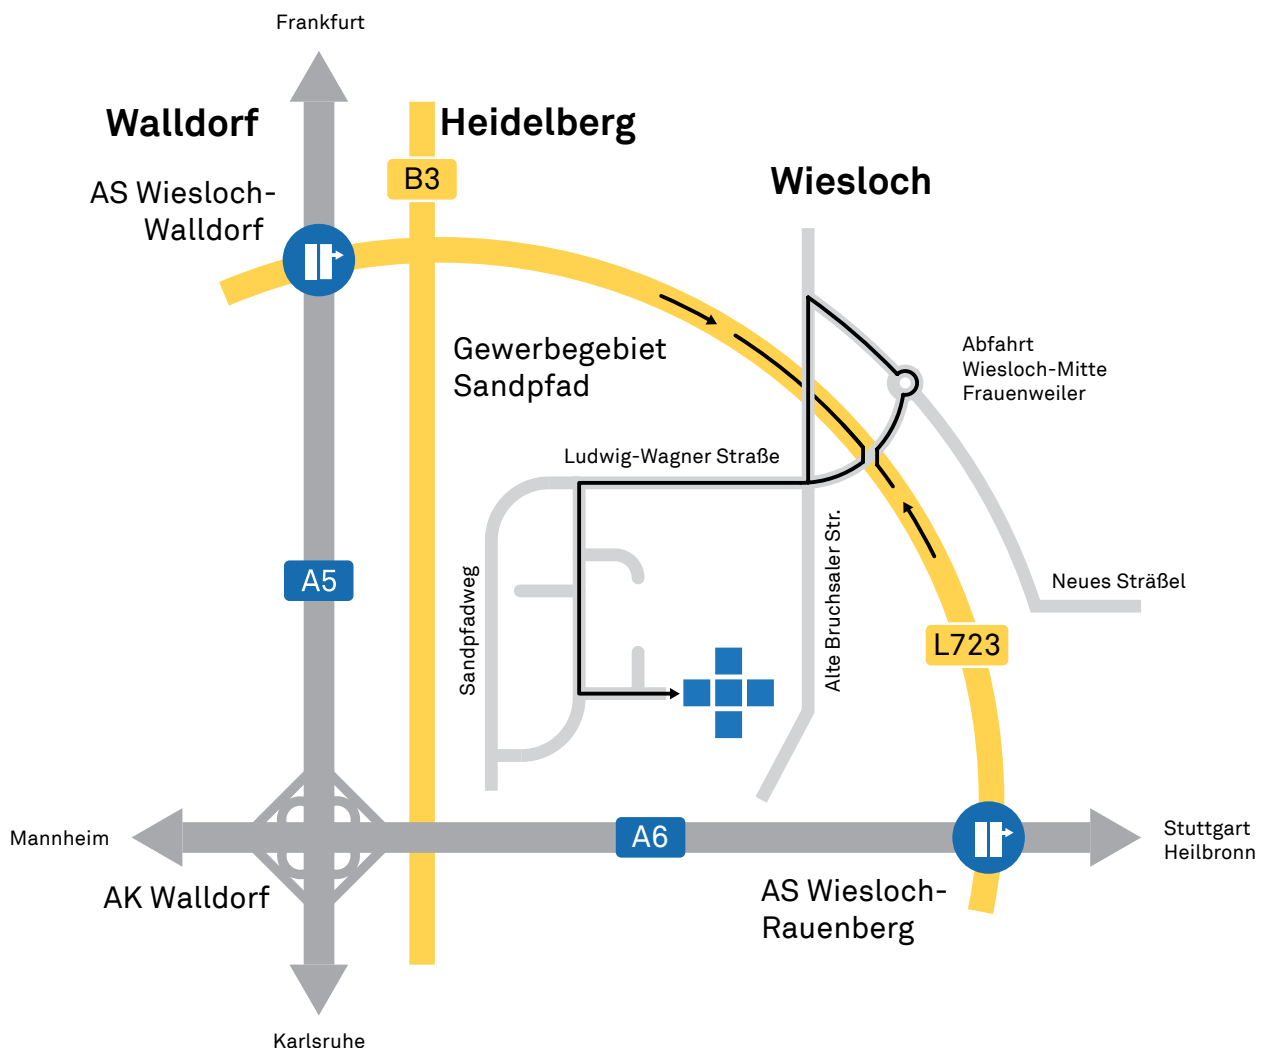 Frankfurt
Walldorf
Heidelberg
B3
AS Wiesloch-
Walldorf
Wiesloch
Gewerbegebiet
Sandpfad
Abfahrt
Wiesloch-Mitte
Frauenweiler
Ludwig-Wagner Straße
A5
Sandpfadweg
Alte Bruchsaler Str.
Neues Sträßel
L723
Mannheim
A6
Stuttgart
Heilbronn
AK Walldorf
AS Wiesloch-
Rauenberg
Karlsruhe